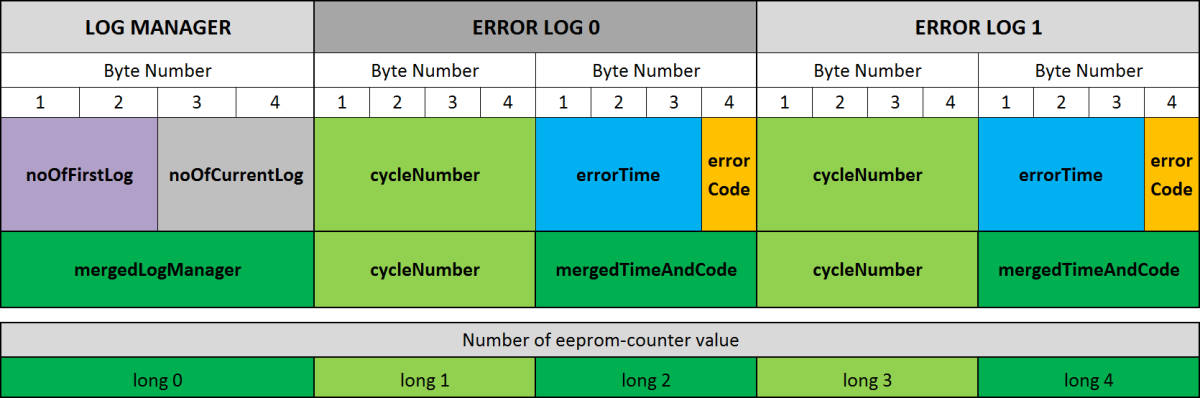 LOG MANAGER ERROR LOG 0 ERROR LOG 1
Byte Number Byte Number Byte Number Byte Number Byte Number
1 2 3 4 1 2 3 4 1 2 3 4 1 2 3 4 1 2 3 4
noOfFirstLog noOfCurrentLog cycleNumber errorTime error Code cycleNumber errorTime error Code
mergedLogManager cycleNumber mergedTimeAndCode cycleNumber mergedTimeAndCode
Number of eeprom-counter value
long 0 long 1 long 2 long 3 long 4